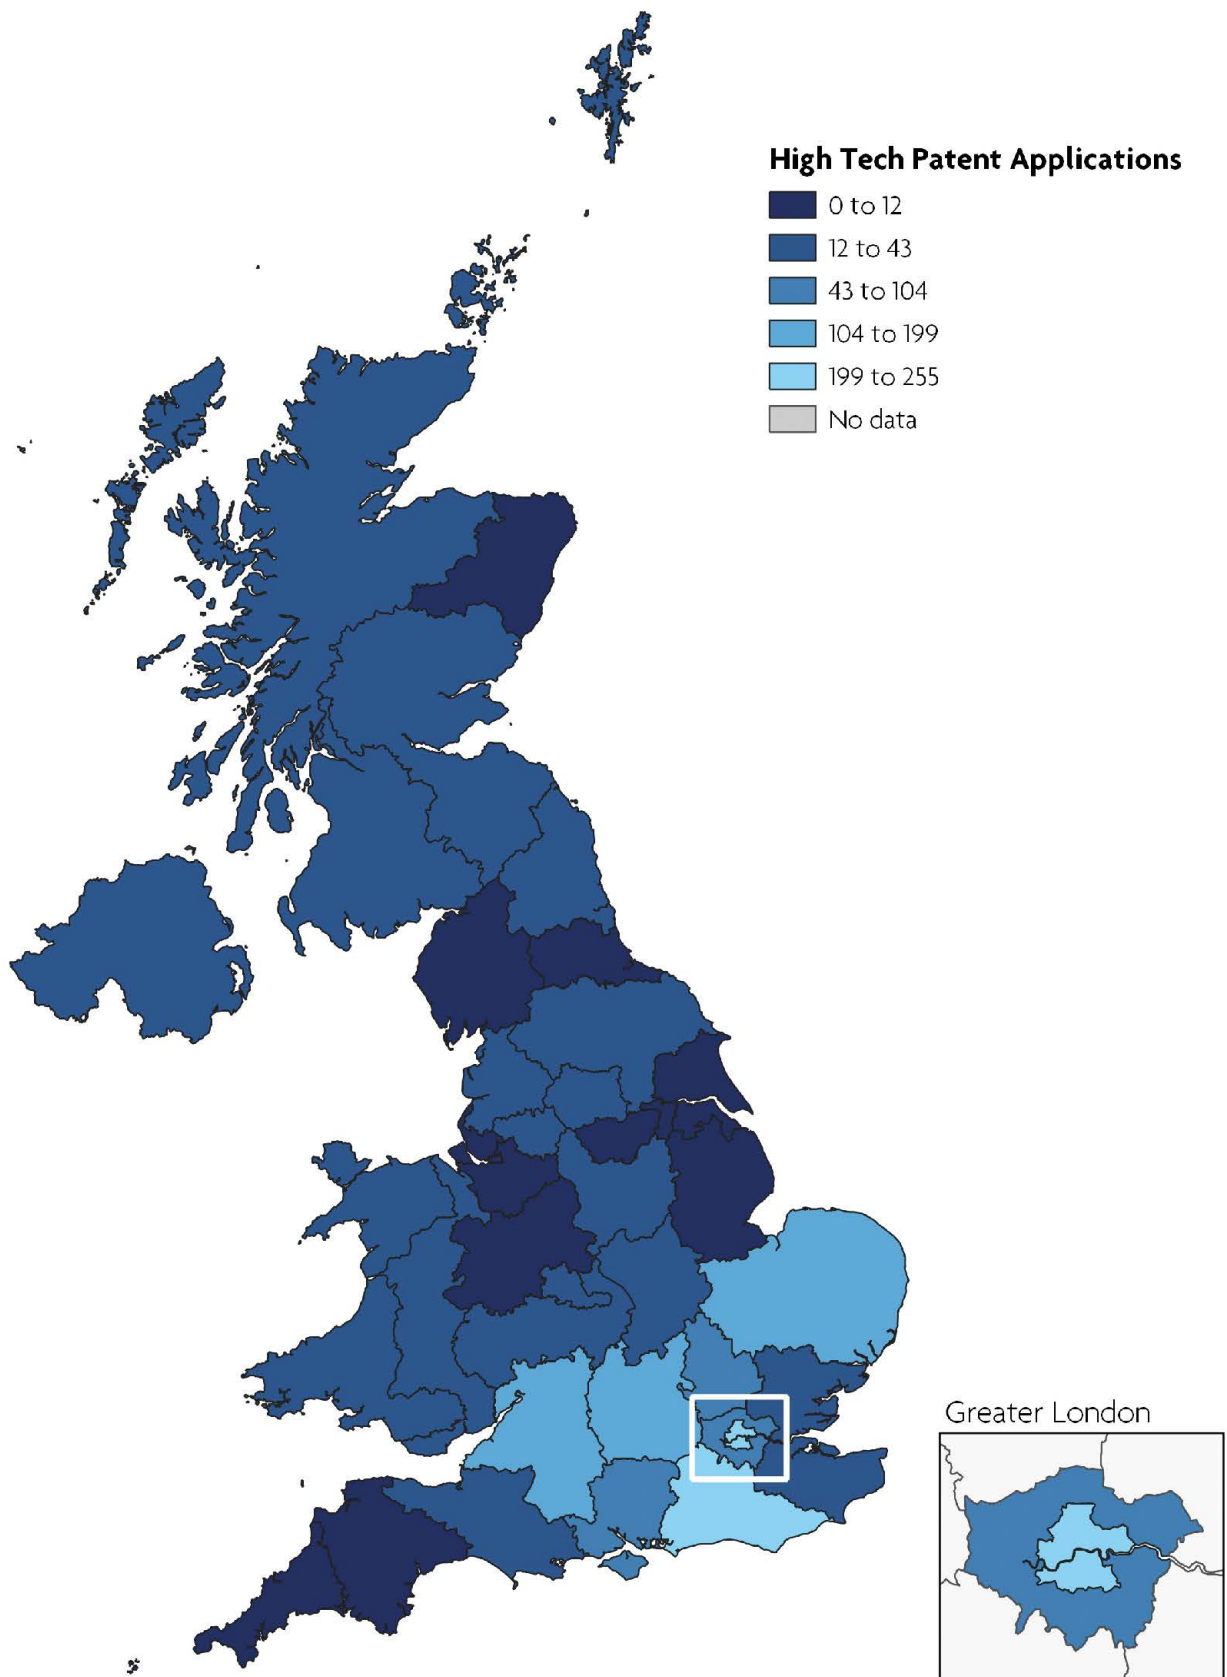 High Tech Patent Applications
0 to 12
12 to 43
43 to 104
104 to 199
199 to 255
No data
Greater London